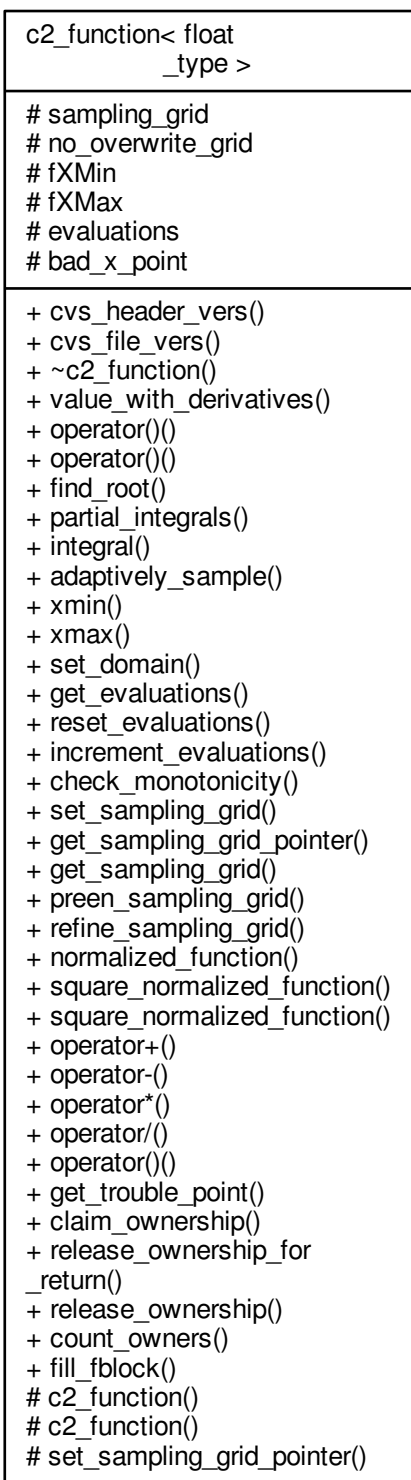 c2_function< float
_type >
# sampling_grid
# no_overwrite_grid
# fXMin
# fXMax
# evaluations
# bad_x_point
+ cvs_header_vers()
+ cvs_file_vers()
+ ~c2_function()
+ value_with_derivatives()
+ operator()()
+ operator()()
+ find_root()
+ partial_integrals()
+ integral()
+ adaptively_sample()
+ xmin()
+ xmax()
+ set_domain()
+ get_evaluations()
+ reset_evaluations()
+ increment_evaluations()
+ check_monotonicity()
+ set_sampling_grid()
+ get_sampling_grid_pointer()
+ get_sampling_grid()
+ preen_sampling_grid()
+ refine_sampling_grid()
+ normalized_function()
+ square_normalized_function()
+ square_normalized_function()
+ operator+()
+ operator-()
+ operator*()
+ operator/()
+ operator()()
+ get_trouble_point()
+ claim_ownership()
+ release_ownership_for
_return()
+ release_ownership()
+ count_owners()
+ fill_fblock()
# c2_function()
# c2_function()
# set_sampling_grid_pointer()